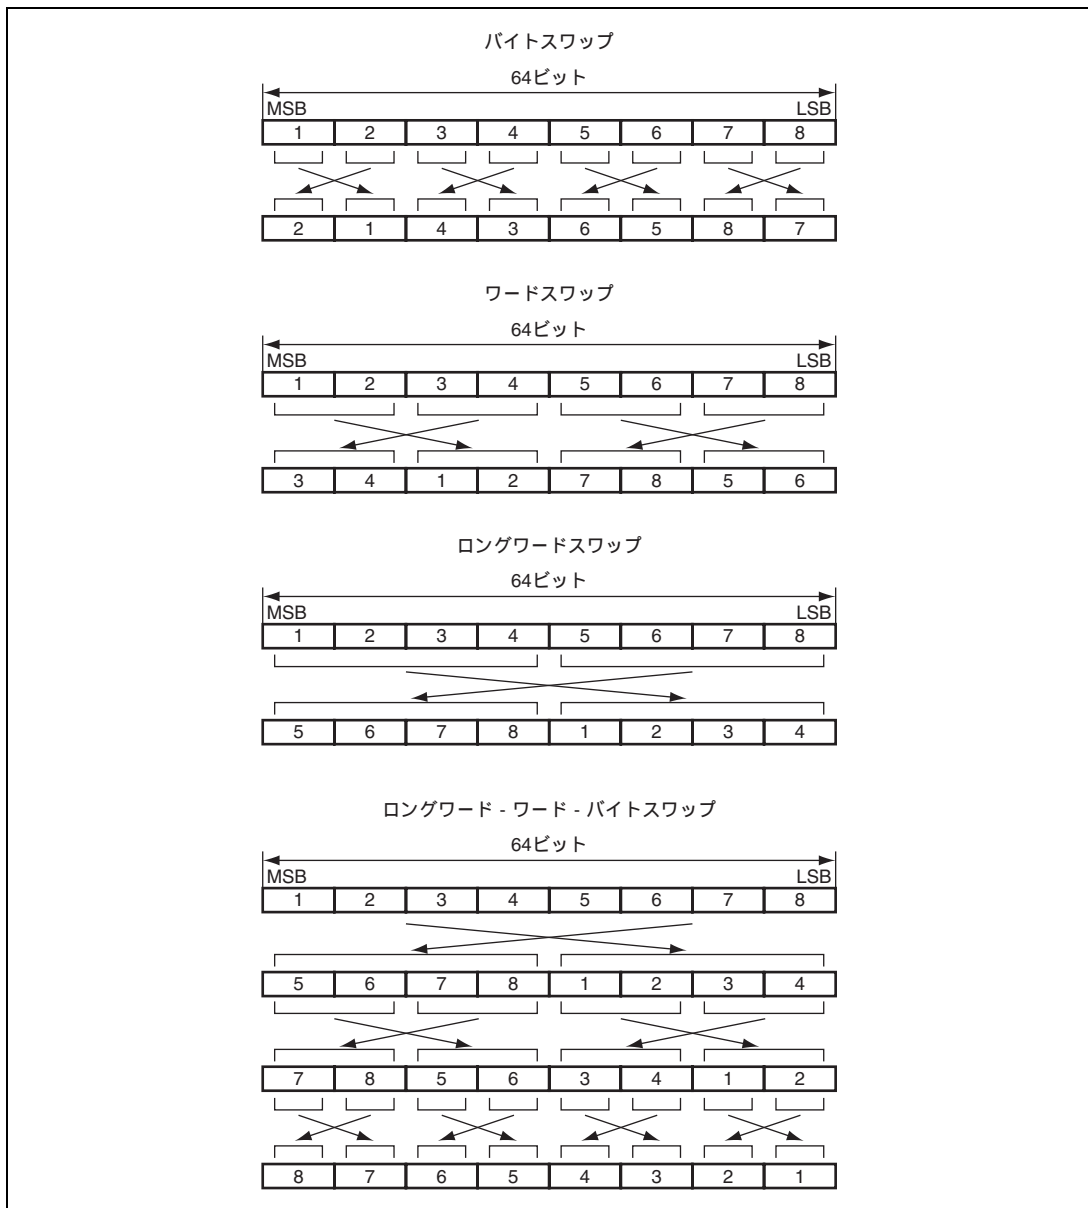 バイトスワップ
64ビット
MSB LSB
1 2 3 4 5 6 7 8
2 1 4 3 6 5 8 7
ワードスワップ
64ビット
MSB LSB
1 2 3 4 5 6 7 8
3 4 1 2 7 8 5 6
ロングワードスワップ
64ビット
MSB LSB
1 2 3 4 5 6 7 8
5 6 7 8 1 2 3 4
ロングワード - ワード - バイトスワップ
64ビット
MSB LSB
1 2 3 4 5 6 7 8
5 6 7 8 1 2 3 4
7 8 5 6 3 4 1 2
8 7 6 5 4 3 2 1